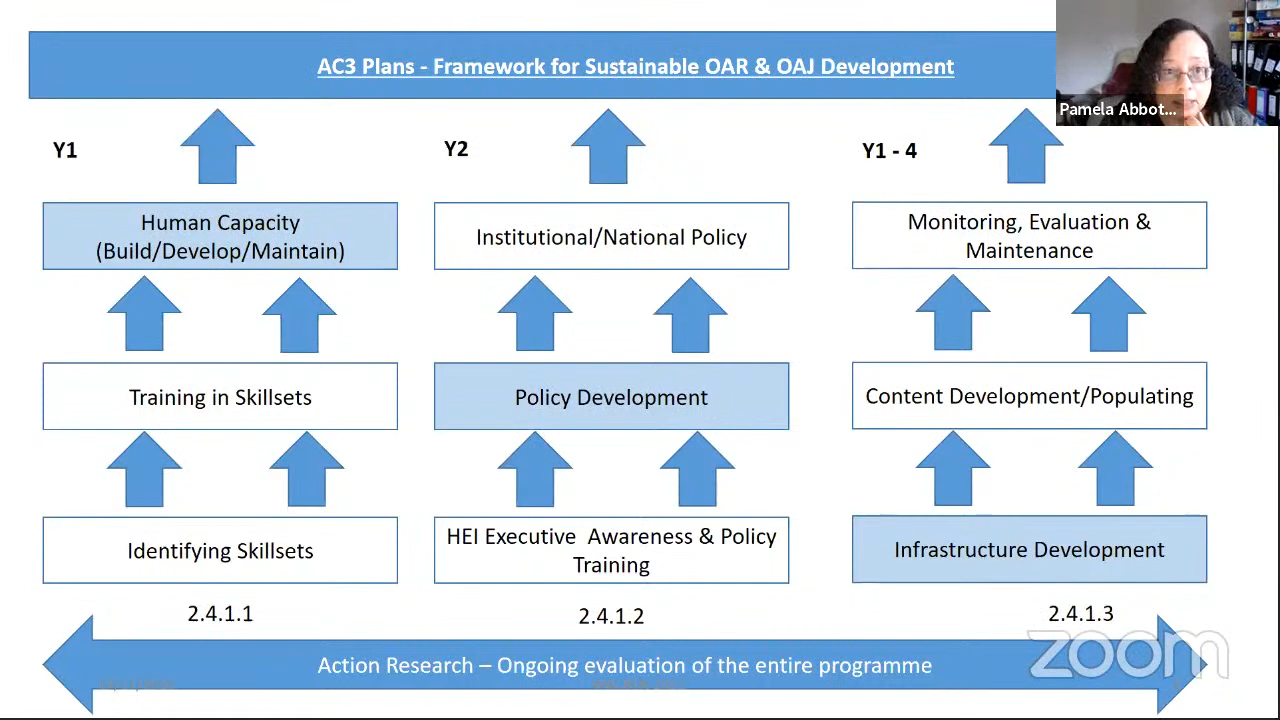 AC3 Plans - Framework for Sustainable OAR & OAJ Development
Pamela Abbot...
Y1
Y2
Y1 - 4
Human Capacity
(Build/Develop/Maintain)
Institutional/National Policy
Monitoring, Evaluation &
Maintenance
Training in Skillsets
Policy Development
Content Development/Populating
Identifying Skillsets
HEI Executive Awareness & Policy
Training
Infrastructure Development
2.4.1.1
2.4.1.2
2.4.1.3
Action Research – Ongoing evaluation of the entire programme
zoom